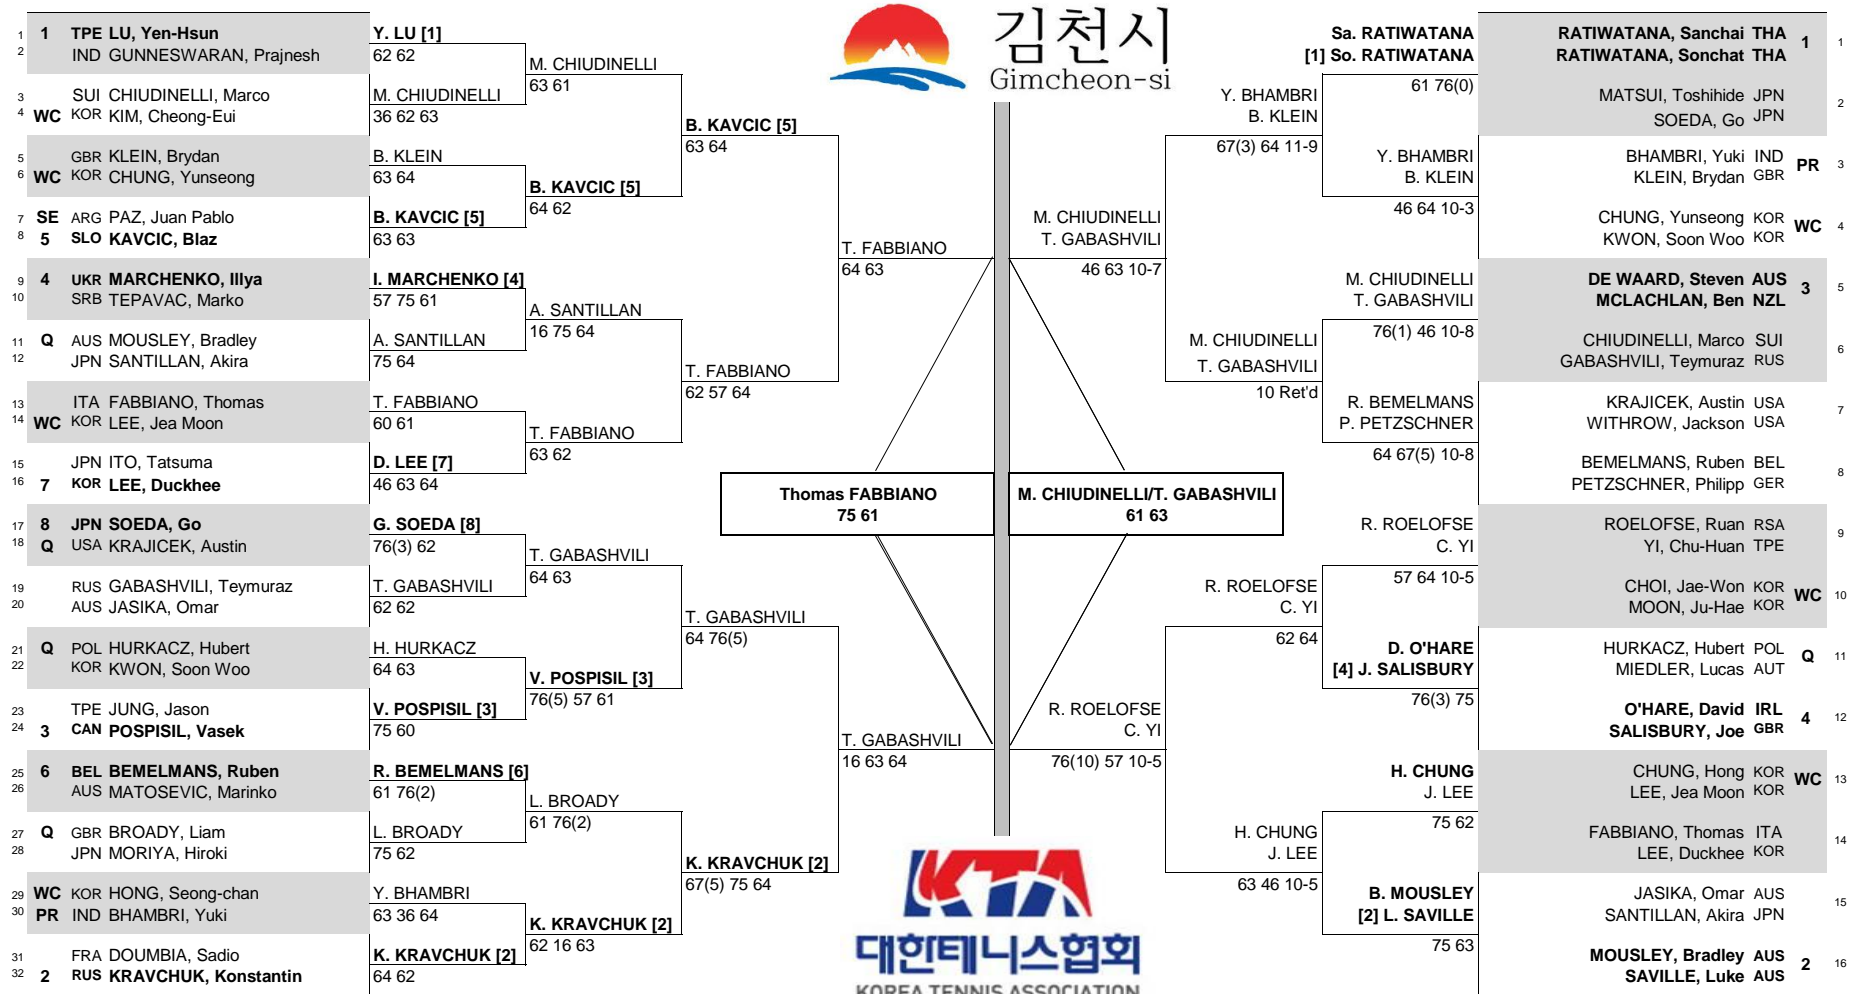 1 1 TPE LU, Yen-Hsun
2 IND GUNNESWARAN, Prajnesh
3 SUI CHIUDINELLI, Marco
4 WC KOR KIM, Cheong-Eui
5 GBR KLEIN, Brydan
6 WC KOR CHUNG, Yunseong
7 SE ARG PAZ, Juan Pablo
8 5 SLO KAVCIC, Blaz
9 4 UKR MARCHENKO, Illya
10 SRB TEPAVAC, Marko
11 Q AUS MOUSLEY, Bradley
12 JPN SANTILLAN, Akira
13 ITA FABBIANO, Thomas
14 WC KOR LEE, Jea Moon
15 JPN ITO, Tatsuma
16 7 KOR LEE, Duckhee
17 8 JPN SOEDA, Go
18 Q USA KRAJICEK, Austin
19 RUS GABASHVILI, Teymuraz
20 AUS JASIKA, Omar
21 Q POL HURKACZ, Hubert
22 KOR KWON, Soon Woo
23 TPE JUNG, Jason
24 3 CAN POSPISIL, Vasek
25 6 BEL BEMELMANS, Ruben
26 AUS MATOSEVIC, Marinko
27 Q GBR BROADY, Liam
28 JPN MORIYA, Hiroki
29 WC KOR HONG, Seong-chan
30 PR IND BHAMBRI, Yuki
31 FRA DOUMBIA, Sadio
32 2 RUS KRAVCHUK, Konstantin
Y. LU [1]
62 62
M. CHIUDINELLI
36 62 63
B. KLEIN
63 64
B. KAVCIC [5]
63 63
I. MARCHENKO [4]
57 75 61
A. SANTILLAN
75 64
T. FABBIANO
60 61
D. LEE [7]
46 63 64
G. SOEDA [8]
76(3) 62
T. GABASHVILI
62 62
H. HURKACZ
64 63
V. POSPISIL [3]
75 60
R. BEMELMANS [6]
61 76(2)
L. BROADY
75 62
Y. BHAMBRI
63 36 64
K. KRAVCHUK [2]
64 62
M. CHIUDINELLI
63 61
B. KAVCIC [5]
64 62
A. SANTILLAN
16 75 64
T. FABBIANO
63 62
T. GABASHVILI
64 63
V. POSPISIL [3]
76(5) 57 61
L. BROADY
61 76(2)
K. KRAVCHUK [2]
62 16 63
B. KAVCIC [5]
63 64
T. FABBIANO
62 57 64
T. GABASHVILI
64 76(5)
K. KRAVCHUK [2]
67(5) 75 64
T. FABBIANO
64 63
T. GABASHVILI
16 63 64
Thomas FABBIANO
75 61
김천시
Gimcheon-si
M. CHIUDINELLI/T. GABASHVILI
61 63
대한테니스협회
KTA
KOREA TENNIS ASSOCIATION
M. CHIUDINELLI
T. GABASHVILI
46 63 10-7
R. ROELOFSE
C. YI
76(10) 57 10-5
Y. BHAMBRI
B. KLEIN
67(3) 64 11-9
M. CHIUDINELLI
T. GABASHVILI
10 Ret'd
R. ROELOFSE
C. YI
62 64
H. CHUNG
J. LEE
63 46 10-5
Sa. RATIWATANA
[1] So. RATIWATANA
61 76(0)
Y. BHAMBRI
B. KLEIN
46 64 10-3
M. CHIUDINELLI
T. GABASHVILI
76(1) 46 10-8
R. BEMELMANS
P. PETZSCHNER
64 67(5) 10-8
R. ROELOFSE
C. YI
57 64 10-5
D. O'HARE
[4] J. SALISBURY
76(3) 75
H. CHUNG
J. LEE
75 62
B. MOUSLEY
[2] L. SAVILLE
75 63
RATIWATANA, Sanchai THA 1 1
RATIWATANA, Sonchat THA
MATSUI, Toshihide JPN 2
SOEDA, Go JPN
BHAMBRI, Yuki IND PR 3
KLEIN, Brydan GBR
CHUNG, Yunseong KOR WC 4
KWON, Soon Woo KOR
DE WAARD, Steven AUS 3 5
MCLACHLAN, Ben NZL
CHIUDINELLI, Marco SUI 6
GABASHVILI, Teymuraz RUS
KRAJICEK, Austin USA 7
WITHROW, Jackson USA
BEMELMANS, Ruben BEL 8
PETZSCHNER, Philipp GER
ROELOFSE, Ruan RSA 9
YI, Chu-Huan TPE
CHOI, Jae-Won KOR WC 10
MOON, Ju-Hae KOR
HURKACZ, Hubert POL Q 11
MIEDLER, Lucas AUT
O'HARE, David IRL 4 12
SALISBURY, Joe GBR
CHUNG, Hong KOR WC 13
LEE, Jea Moon KOR
FABBIANO, Thomas ITA 14
LEE, Duckhee KOR
JASIKA, Omar AUS 15
SANTILLAN, Akira JPN
MOUSLEY, Bradley AUS 2 16
SAVILLE, Luke AUS